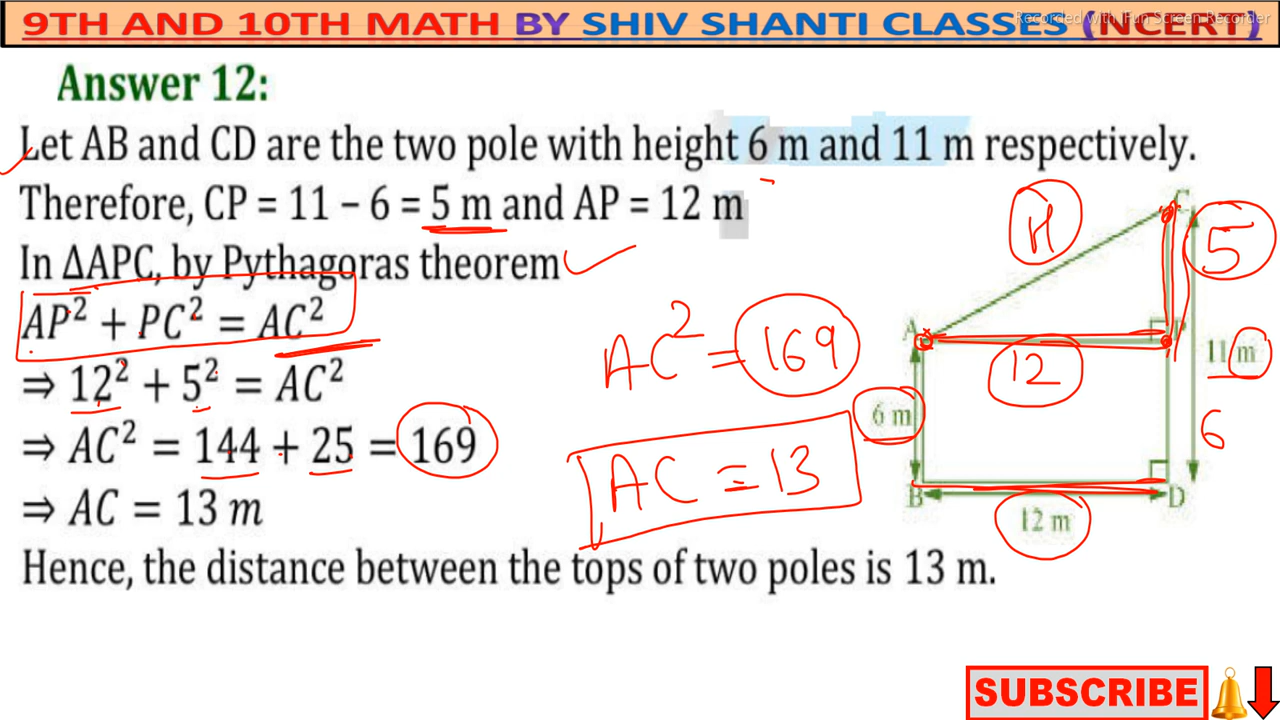 Recorded with iFun Screen Recorder
9TH AND 10TH MATH BY SHIV SHANTI CLASSES (NCERT)
Answer 12:
Let AB and CD are the two pole with height 6 m and 11 m respectively.
Therefore, CP = 11 – 6 = 5 m and AP = 12 m
In ΔAPC, by Pythagoras theorem
AP² + PC² = AC²
⇒ 12² + 5² = AC²
⇒ AC² = 144 + 25 = 169
⇒ AC = 13 m
Hence, the distance between the tops of two poles is 13 m.
AC² = 169
AC = 13
H
C
5
A
P
12
11 m
6 m
6
B
D
12 m
SUBSCRIBE